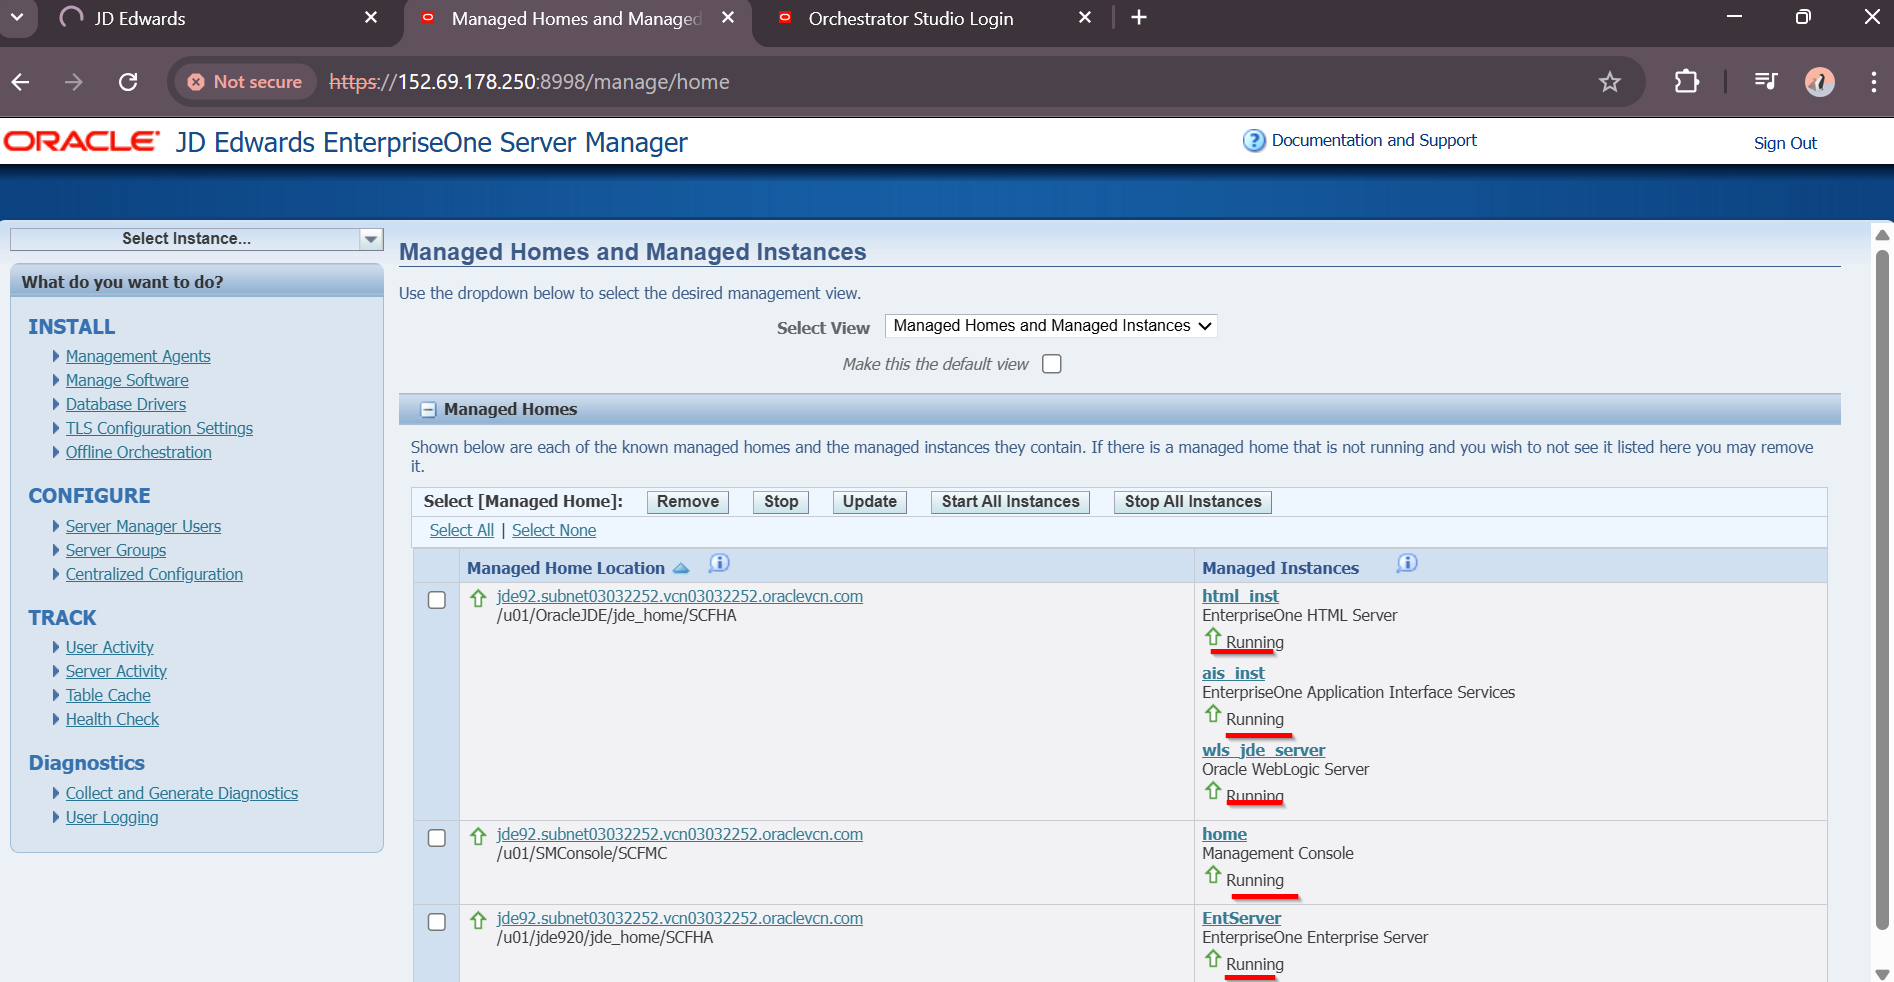 JD Edwards
Managed Homes and Managed
Orchestrator Studio Login
Not secure
https://152.69.178.250:8998/manage/home
ORACLE JD Edwards EnterpriseOne Server Manager
Documentation and Support
Sign Out
Select Instance...
What do you want to do?
INSTALL
Management Agents
Manage Software
Database Drivers
TLS Configuration Settings
Offline Orchestration
CONFIGURE
Server Manager Users
Server Groups
Centralized Configuration
TRACK
User Activity
Server Activity
Table Cache
Health Check
Diagnostics
Collect and Generate Diagnostics
User Logging
Managed Homes and Managed Instances
Use the dropdown below to select the desired management view.
Select View Managed Homes and Managed Instances
Make this the default view
Managed Homes
Shown below are each of the known managed homes and the managed instances they contain. If there is a managed home that is not running and you wish to not see it listed here you may remove
it.
Select [Managed Home]: Remove Stop Update Start All Instances Stop All Instances
Select All | Select None
Managed Home Location
Managed Instances
jde92.subnet03032252.vcn03032252.oraclevcn.com
/u01/OracleJDE/jde_home/SCFHA
html_inst
EnterpriseOne HTML Server
Running
ais_inst
EnterpriseOne Application Interface Services
Running
wls_jde_server
Oracle WebLogic Server
Running
jde92.subnet03032252.vcn03032252.oraclevcn.com
/u01/SMConsole/SCFMC
home
Management Console
Running
jde92.subnet03032252.vcn03032252.oraclevcn.com
/u01/jde920/jde_home/SCFHA
EntServer
EnterpriseOne Enterprise Server
Running